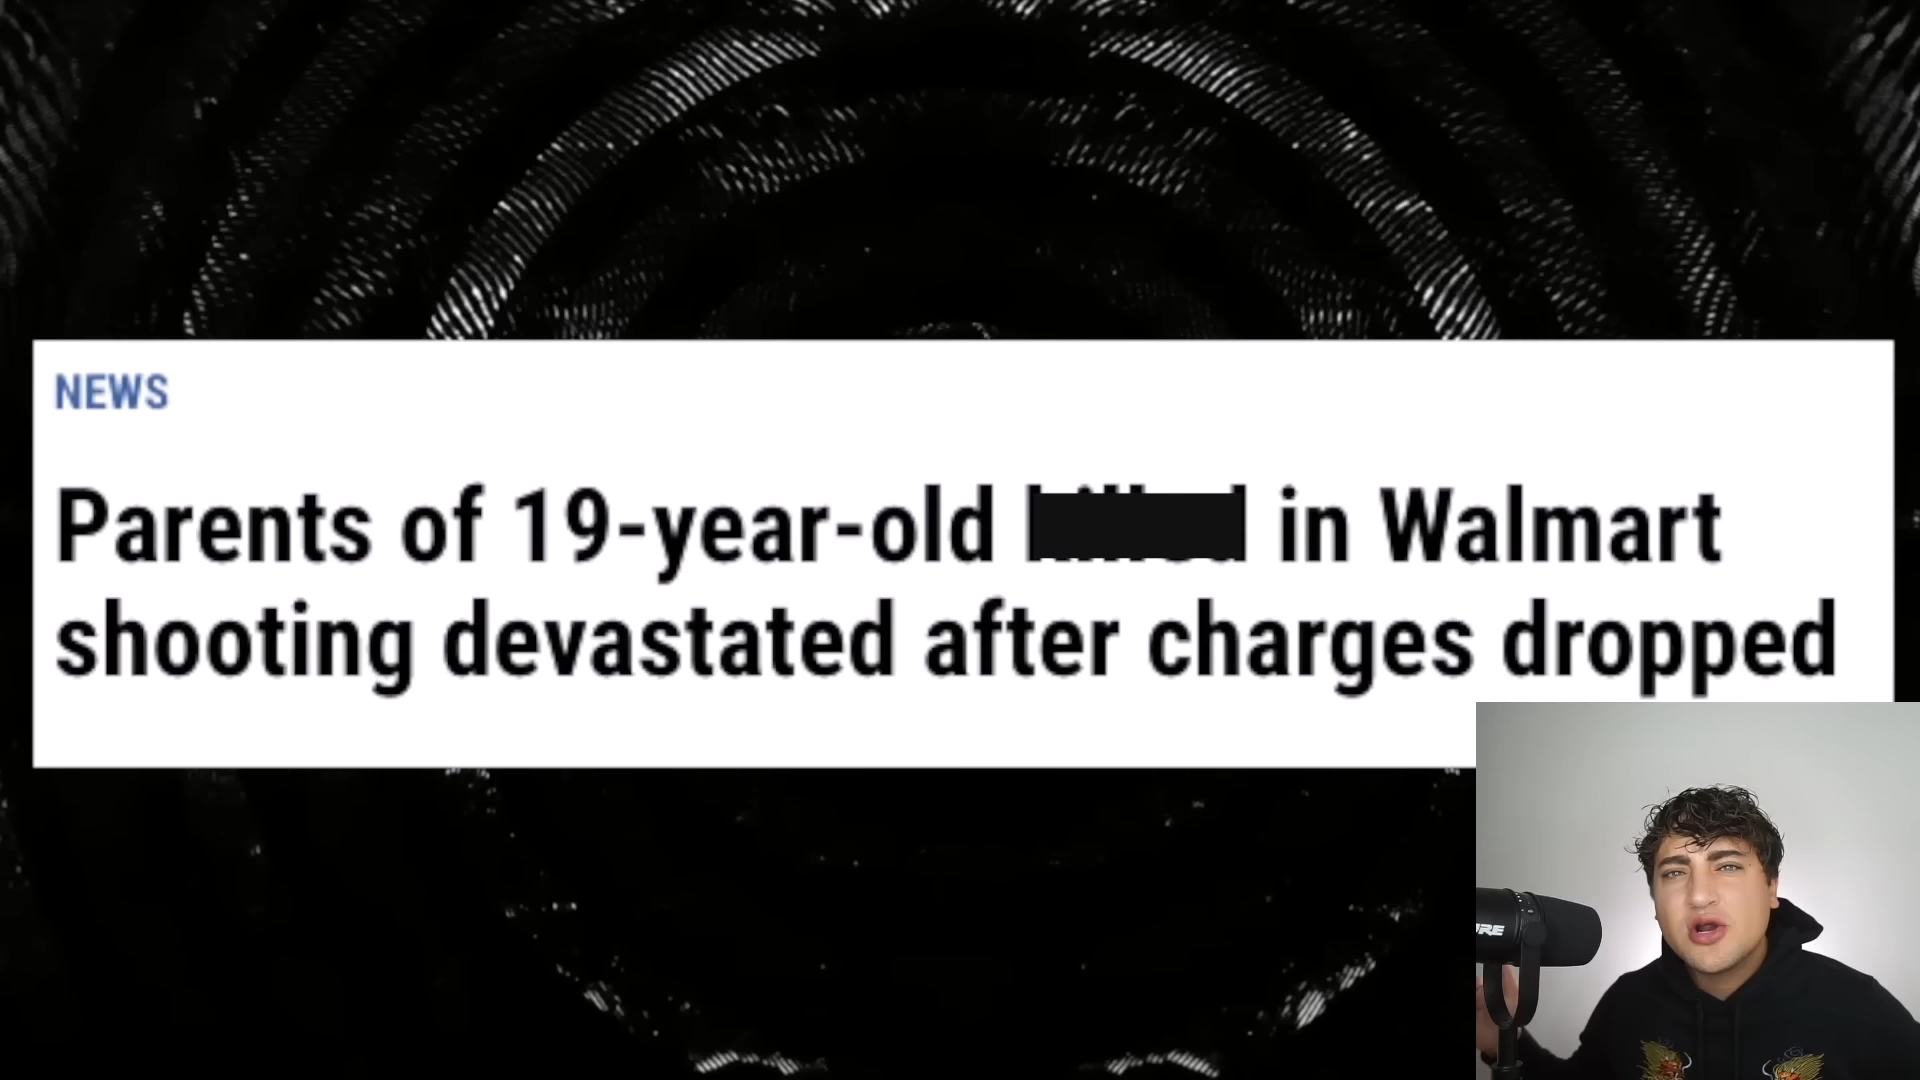 NEWS
Parents of 19-year-old in Walmart
shooting devastated after charges dropped